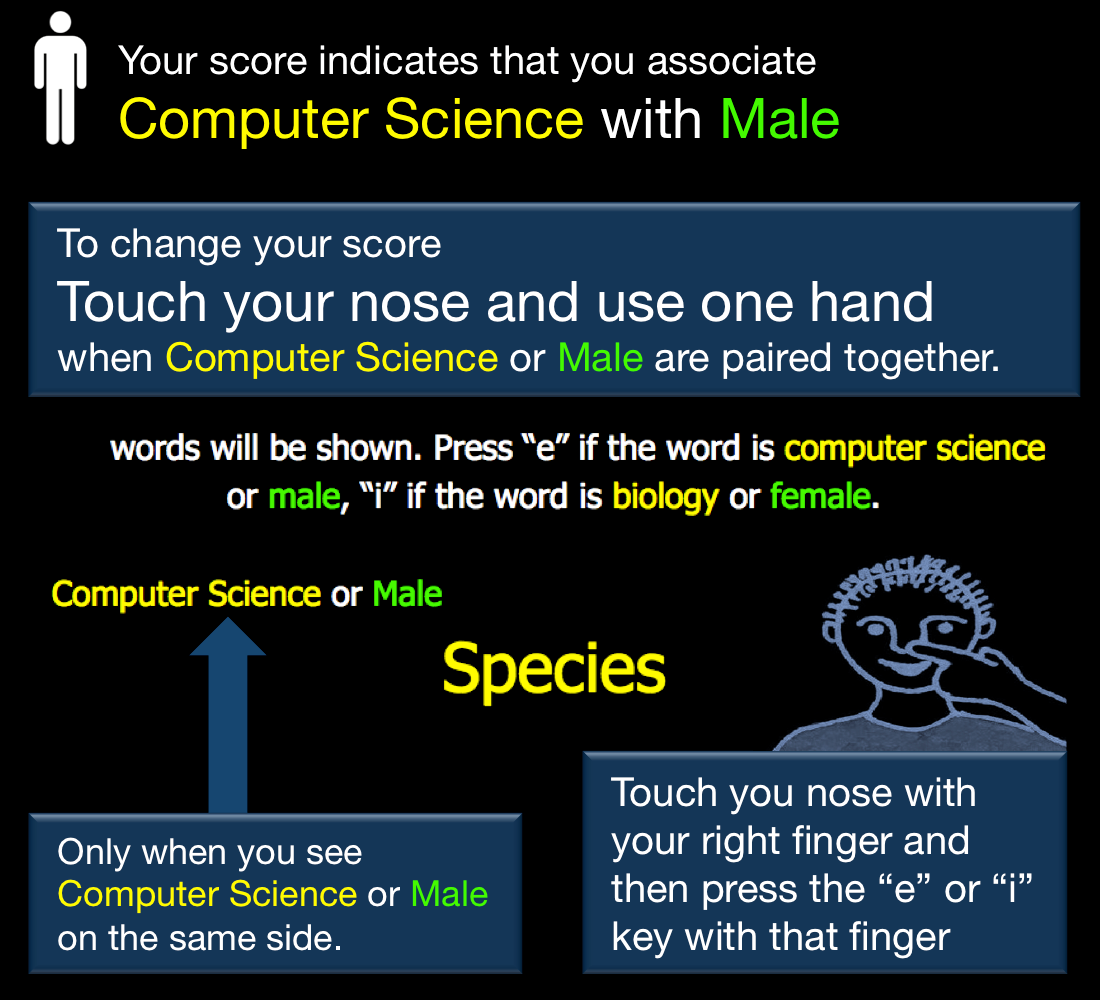 Your score indicates that you associate
Computer Science with Male
To change your score
Touch your nose and use one hand
when Computer Science or Male are paired together.
words will be shown. Press “e” if the word is computer science
or male, “i” if the word is biology or female.
Computer Science or Male
Species
Only when you see
Computer Science or Male
on the same side.
Touch you nose with
your right finger and
then press the “e” or “i”
key with that finger